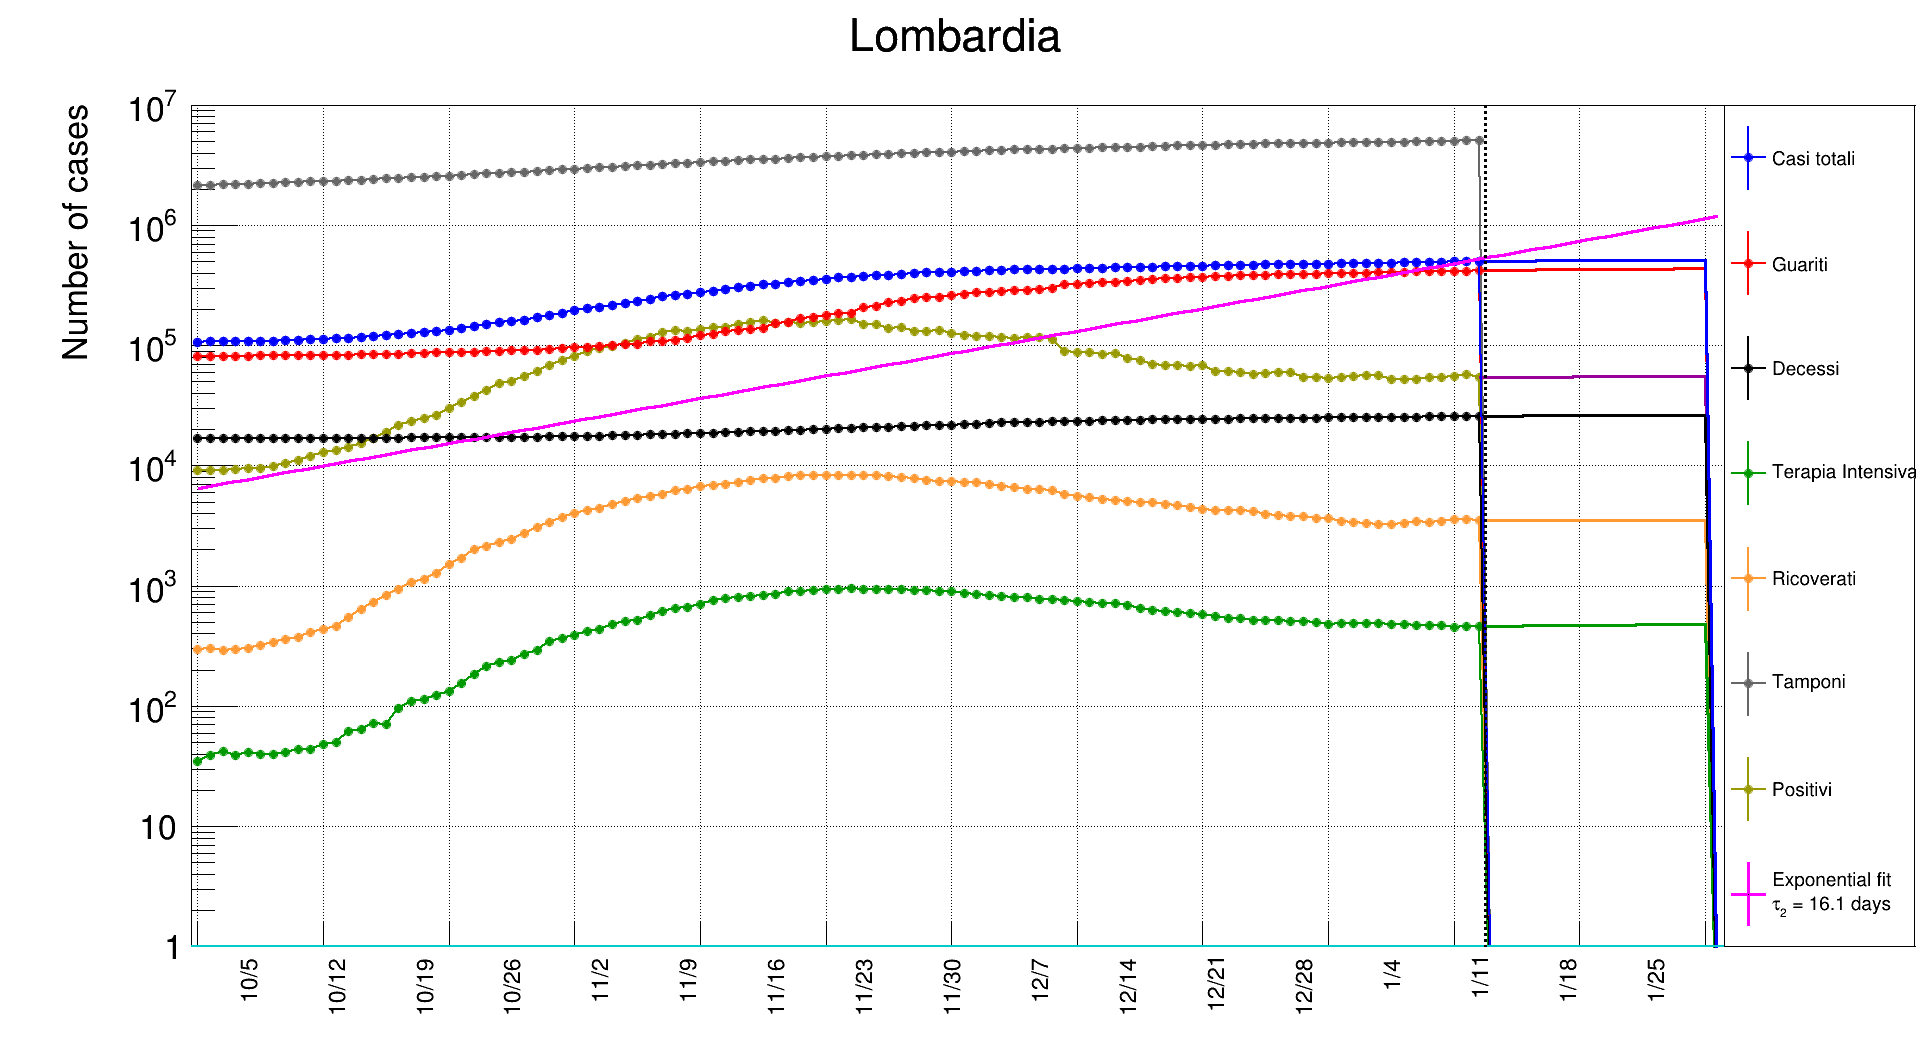 Lombardia
Number of cases
10^7
10^6
10^5
10^4
10^3
10^2
10
1
10/5
10/12
10/19
10/26
11/2
11/9
11/16
11/23
11/30
12/7
12/14
12/21
12/28
1/4
1/11
1/18
1/25
Casi totali
Guariti
Decessi
Terapia Intensiva
Ricoverati
Tamponi
Positivi
Exponential fit
τ₂ = 16.1 days